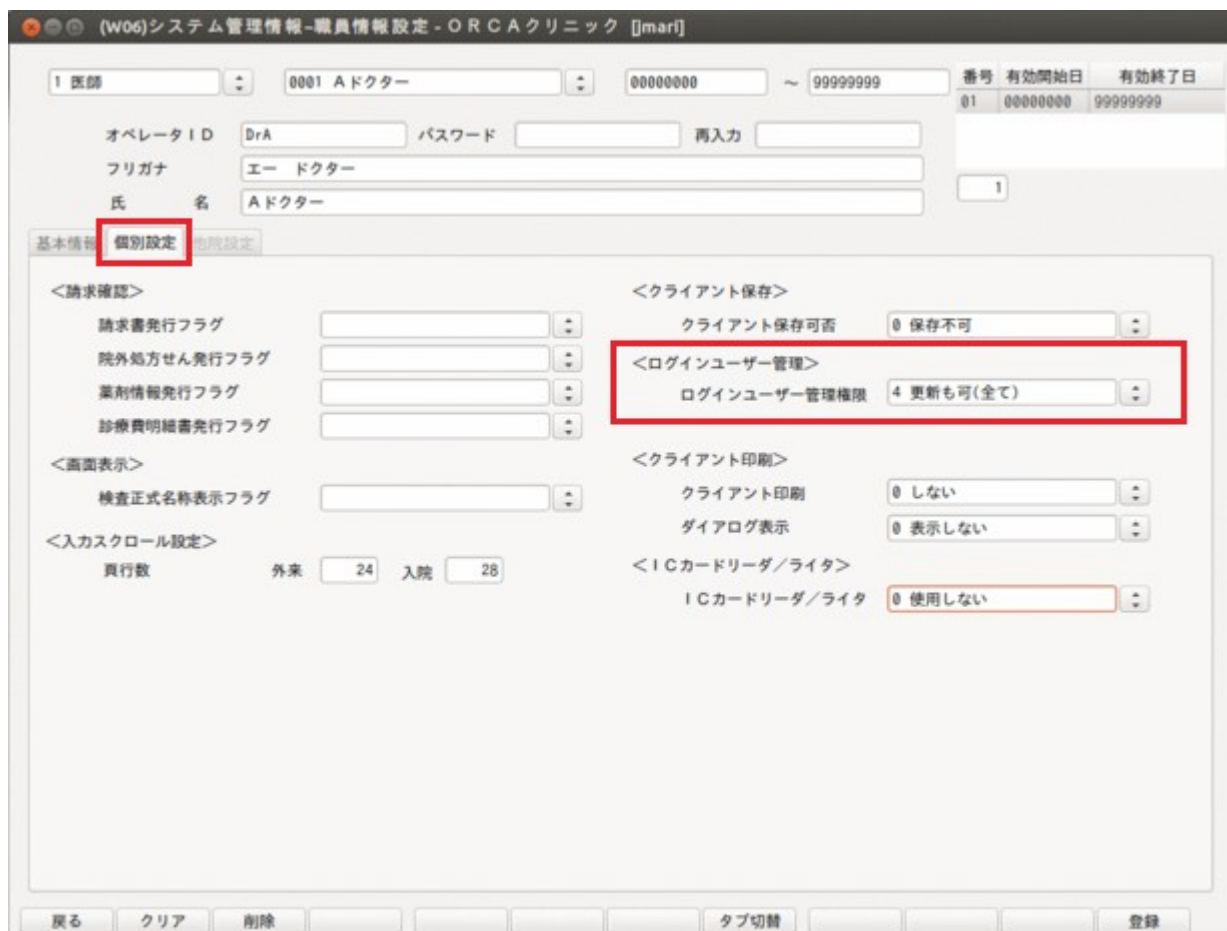 (W06)システム管理情報–職員情報設定 - ＯＲＣＡクリニック [jmari]
1 医師 0001 Ａドクター 00000000 ～ 99999999
番号 有効開始日 有効終了日
01 00000000 99999999
オペレータＩＤ DrA パスワード 再入力
フリガナ エー ドクター
1
氏 名 Ａドクター
基本情報 個別設定 他院設定
＜請求確認＞
請求書発行フラグ
院外処方せん発行フラグ
薬剤情報発行フラグ
診療費明細書発行フラグ
＜画面表示＞
検査正式名称表示フラグ
＜入力スクロール設定＞
頁行数 外来 24 入院 28
＜クライアント保存＞
クライアント保存可否 0 保存不可
＜ログインユーザー管理＞
ログインユーザー管理権限 4 更新も可(全て)
＜クライアント印刷＞
クライアント印刷 0 しない
ダイアログ表示 0 表示しない
＜ＩＣカードリーダ／ライタ＞
ＩＣカードリーダ／ライタ 0 使用しない
戻る クリア 削除 タブ切替 登録